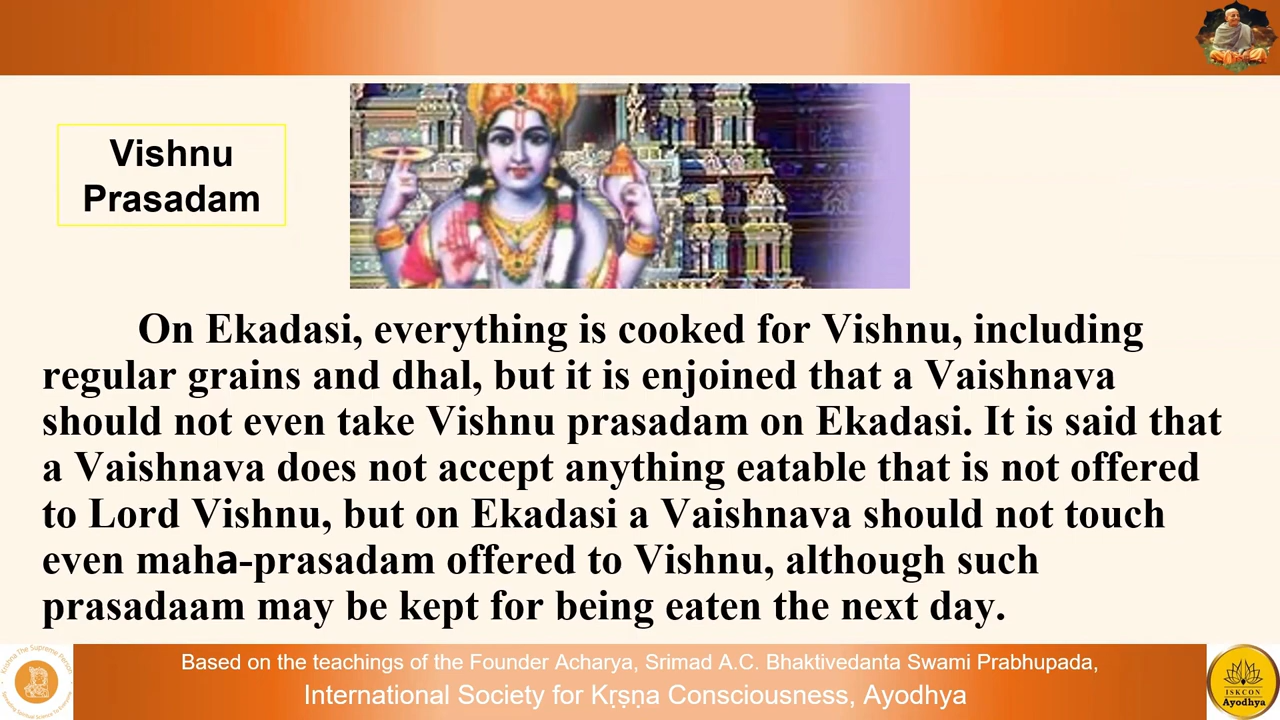 Vishnu
Prasadam
On Ekadasi, everything is cooked for Vishnu, including
regular grains and dhal, but it is enjoined that a Vaishnava
should not even take Vishnu prasadam on Ekadasi. It is said that
a Vaishnava does not accept anything eatable that is not offered
to Lord Vishnu, but on Ekadasi a Vaishnava should not touch
even maha-prasadam offered to Vishnu, although such
prasadaam may be kept for being eaten the next day.
Krishna The Supreme Person
Based on the teachings of the Founder Acharya, Srimad A.C. Bhaktivedanta Swami Prabhupada,
International Society for Kṛṣṇa Consciousness, Ayodhya
ISKCON
Ayodhya